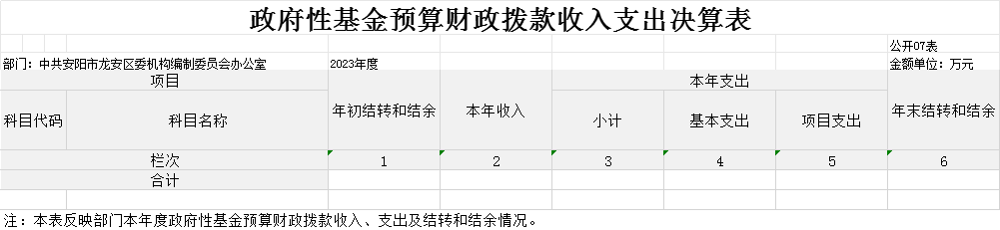 政府性基金预算财政拨款收入支出决算表
公开07表
部门：中共安阳市龙安区委机构编制委员会办公室 2023年度 金额单位：万元
项目 年初结转和结余 本年收入 本年支出 年末结转和结余
科目代码 科目名称 小计 基本支出 项目支出
栏次 1 2 3 4 5 6
合计
注：本表反映部门本年度政府性基金预算财政拨款收入、支出及结转和结余情况。